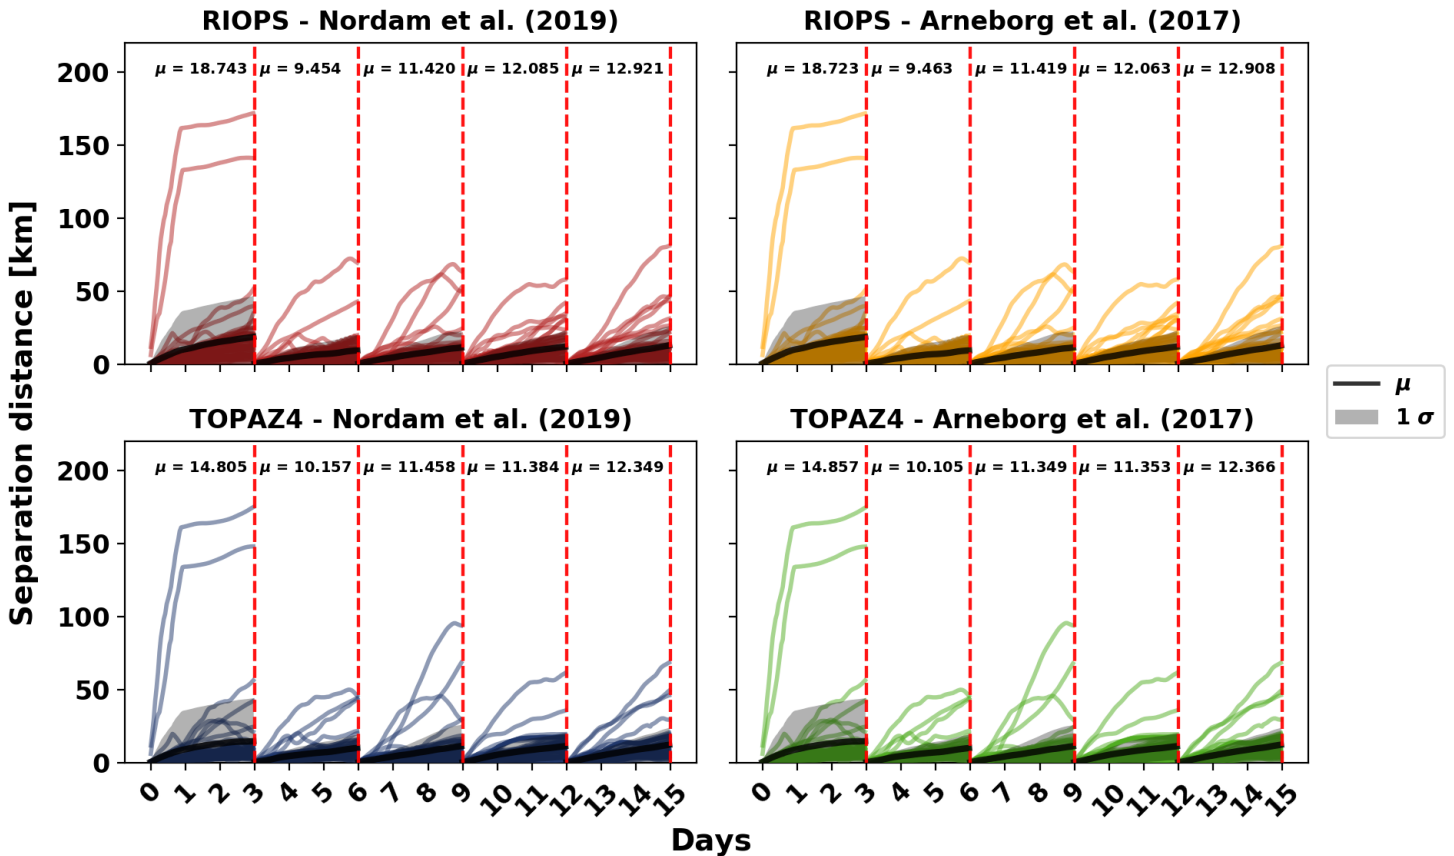 RIOPS - Nordam et al. (2019)
RIOPS - Arneborg et al. (2017)
μ = 18.743 μ = 9.454 μ = 11.420 μ = 12.085 μ = 12.921
μ = 18.723 μ = 9.463 μ = 11.419 μ = 12.063 μ = 12.908
200
150
100
50
0
Separation distance [km]
μ
1 σ
TOPAZ4 - Nordam et al. (2019)
TOPAZ4 - Arneborg et al. (2017)
μ = 14.805 μ = 10.157 μ = 11.458 μ = 11.384 μ = 12.349
μ = 14.857 μ = 10.105 μ = 11.349 μ = 11.353 μ = 12.366
200
150
100
50
0
0 1 2 3 4 5 6 7 8 9 10 11 12 13 14 15
0 1 2 3 4 5 6 7 8 9 10 11 12 13 14 15
Days